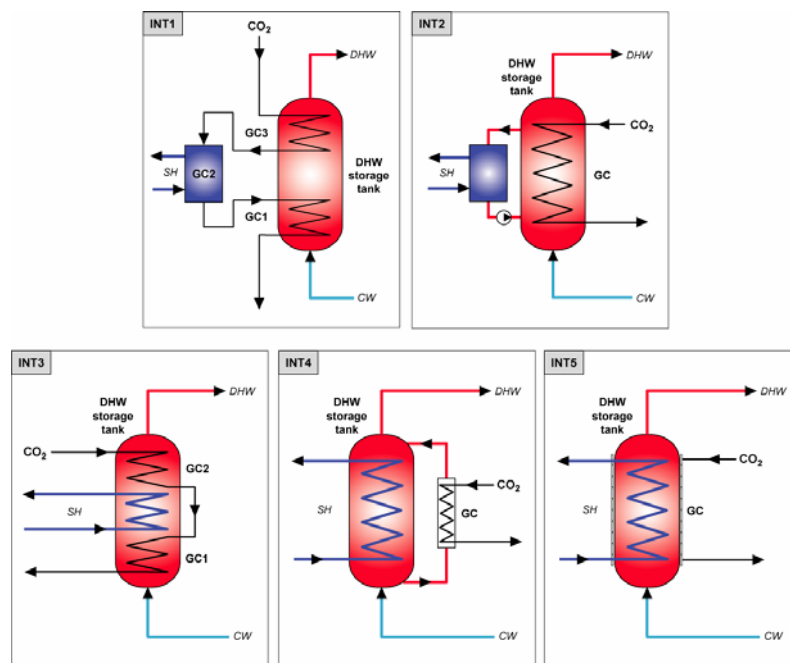 INT1
CO2
DHW
GC3
SH
GC2
DHW
storage
tank
GC1
CW
INT2
DHW
DHW
storage
tank
CO2
SH
GC
CW
INT3
DHW
storage
tank
DHW
CO2
GC2
SH
GC1
CW
INT4
DHW
storage
tank
DHW
CO2
SH
GC
CW
INT5
DHW
storage
tank
DHW
CO2
SH
GC
CW